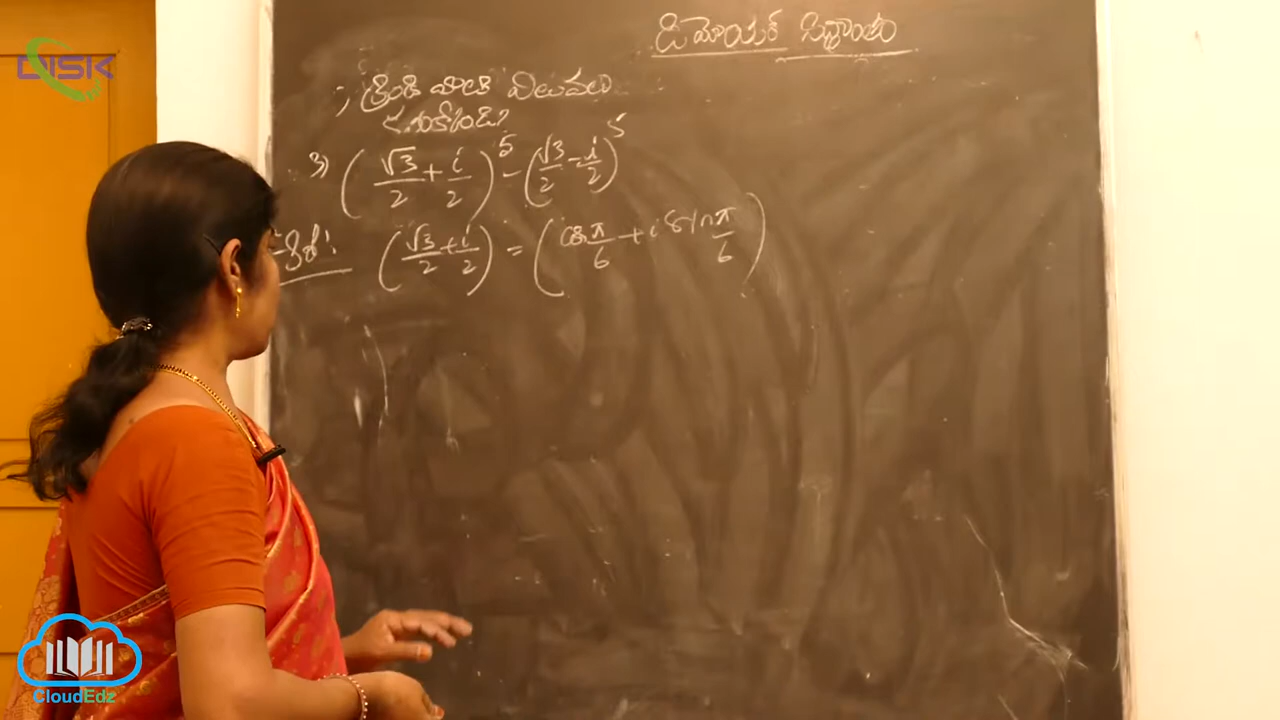 డిమోయర్ సిద్ధాంతం
DISK
; క్రింది వాటి విలువలు
కనుకోండి?
3) (√3/2 + i/2)^5 - (√3/2 - i/2)^5
(√3/2 + i/2) = (cos π/6 + i sin π/6)
CloudEdz